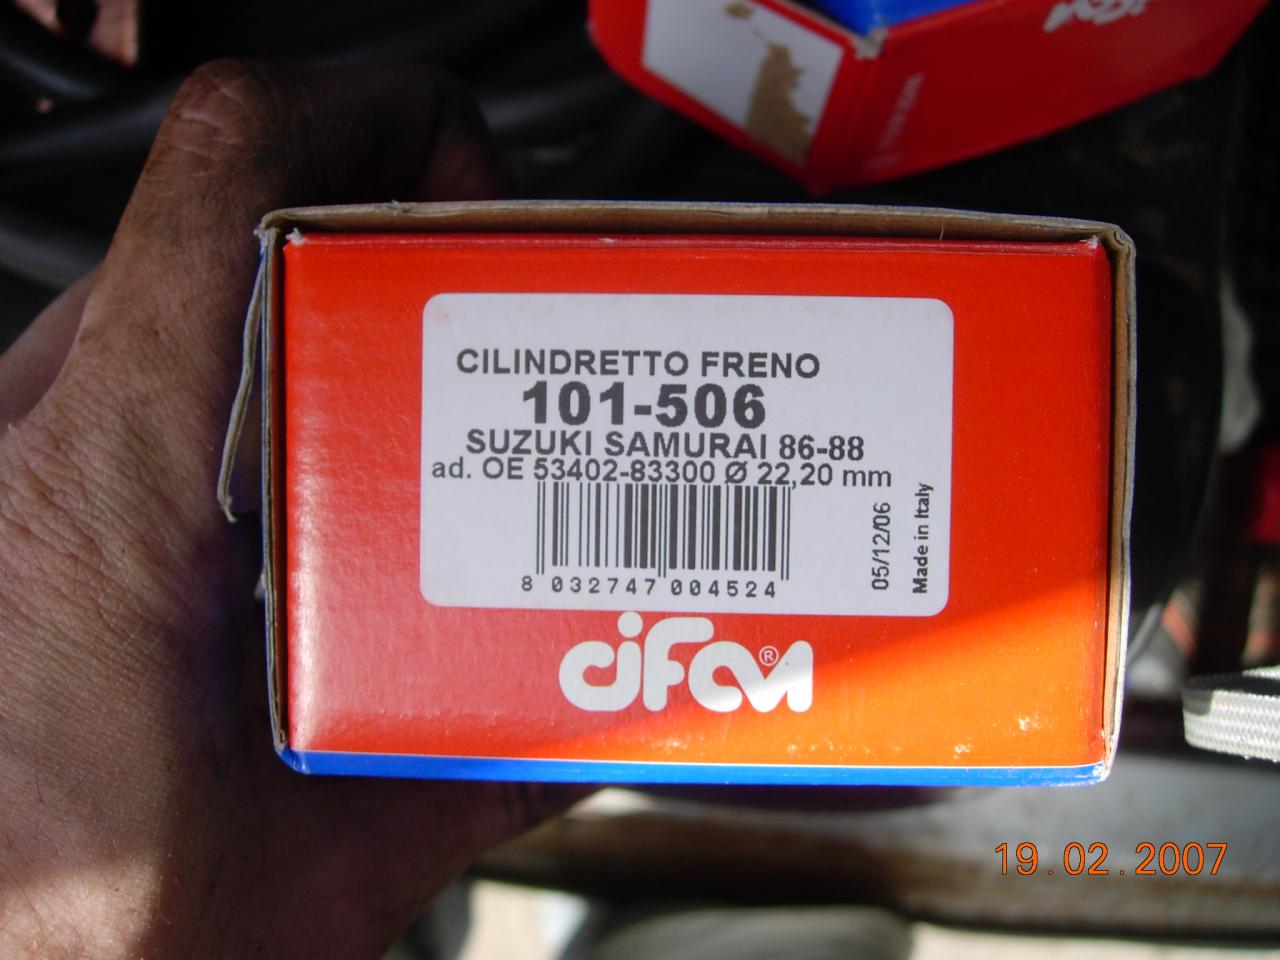 CILINDRETTO FRENO
101-506
SUZUKI SAMURAI 86-88
ad. OE 53402-83300 Ø 22,20 mm
8 032747 004524
05/12/06
Made in Italy
cifam®
19.02.2007